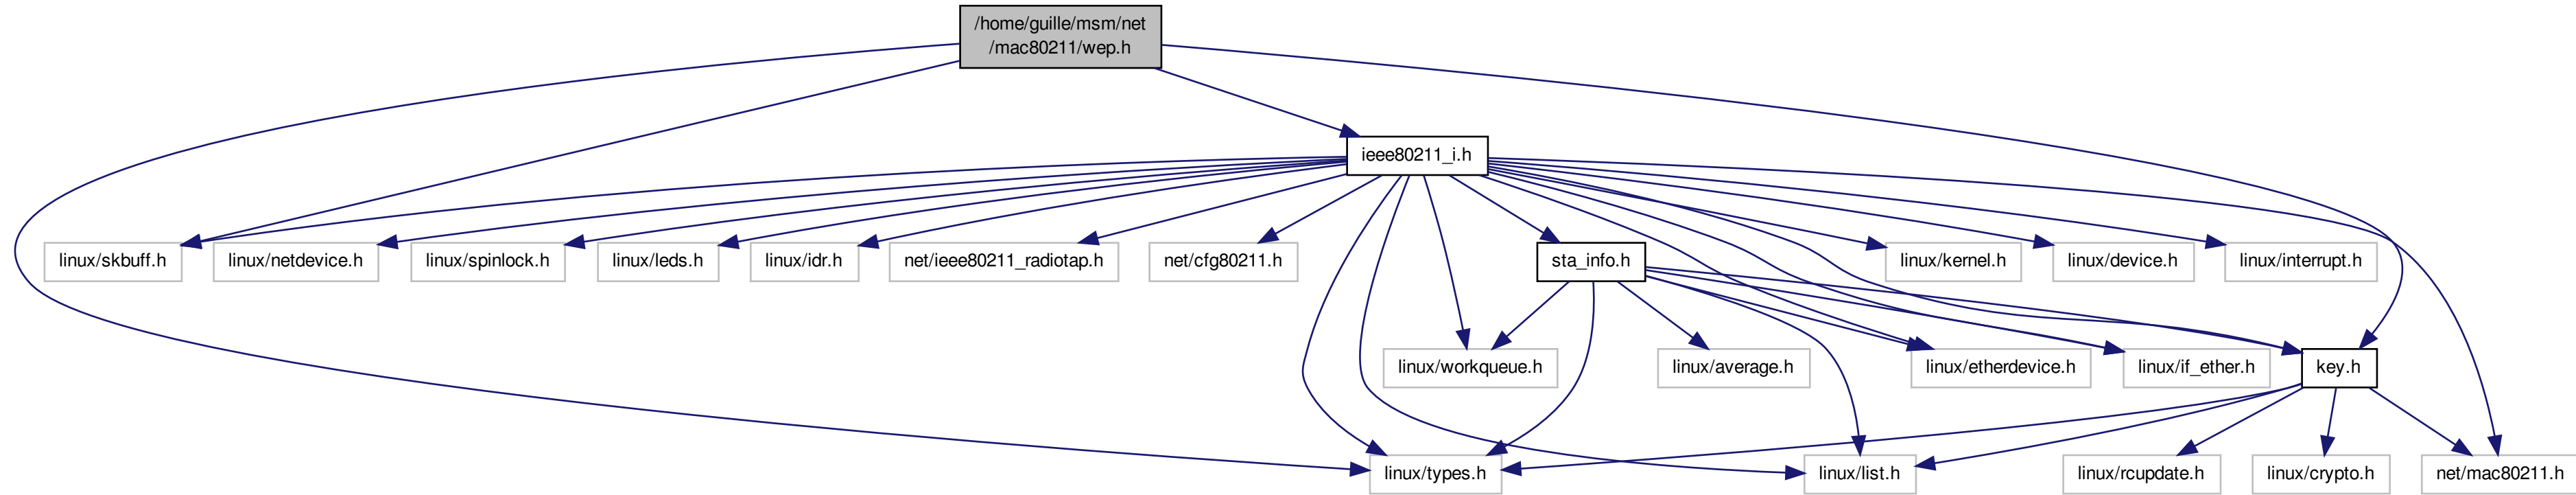 /home/guille/msm/net
/mac80211/wep.h
ieee80211_i.h
linux/skbuff.h
linux/netdevice.h
linux/spinlock.h
linux/leds.h
linux/idr.h
net/ieee80211_radiotap.h
net/cfg80211.h
sta_info.h
linux/kernel.h
linux/device.h
linux/interrupt.h
linux/workqueue.h
linux/average.h
linux/etherdevice.h
linux/if_ether.h
key.h
linux/types.h
linux/list.h
linux/rcupdate.h
linux/crypto.h
net/mac80211.h